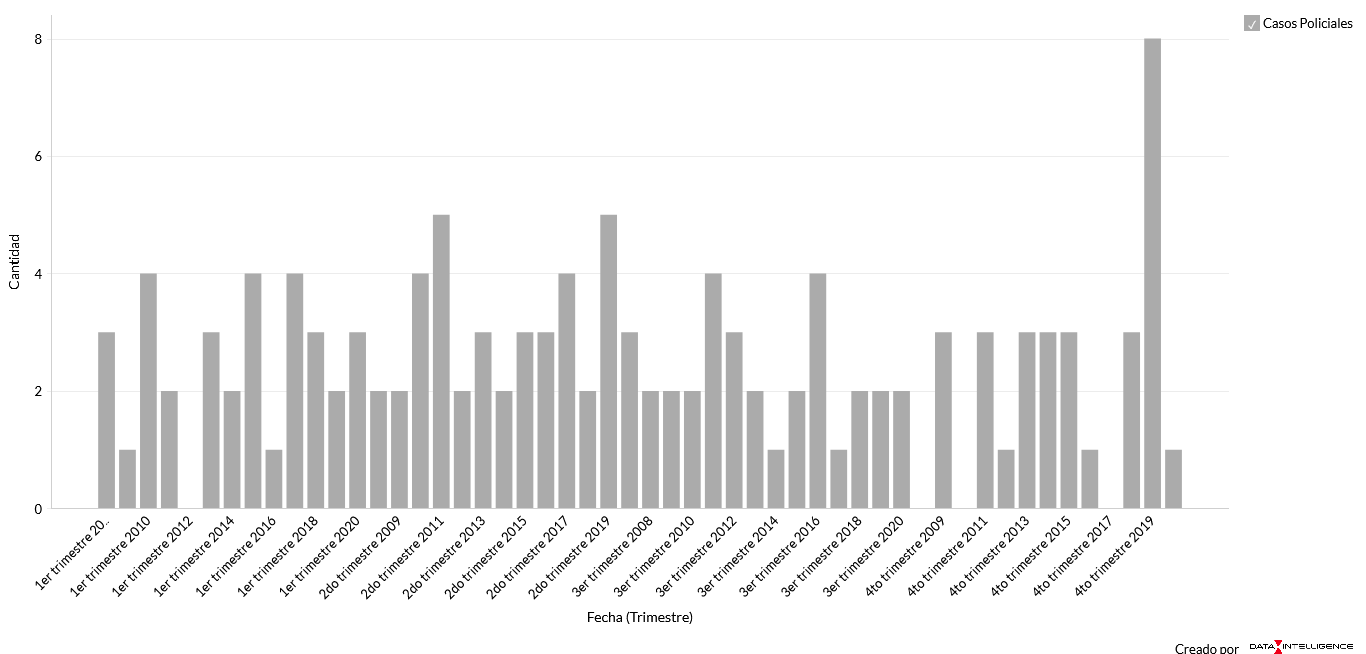 Casos Policiales
8
6
4
2
0
Cantidad
1er trimestre 20..
1er trimestre 2010
1er trimestre 2012
1er trimestre 2014
1er trimestre 2016
1er trimestre 2018
1er trimestre 2020
2do trimestre 2009
2do trimestre 2011
2do trimestre 2013
2do trimestre 2015
2do trimestre 2017
2do trimestre 2019
3er trimestre 2008
3er trimestre 2010
3er trimestre 2012
3er trimestre 2014
3er trimestre 2016
3er trimestre 2018
3er trimestre 2020
4to trimestre 2009
4to trimestre 2011
4to trimestre 2013
4to trimestre 2015
4to trimestre 2017
4to trimestre 2019
Fecha (Trimestre)
Creado por DATA INTELLIGENCE